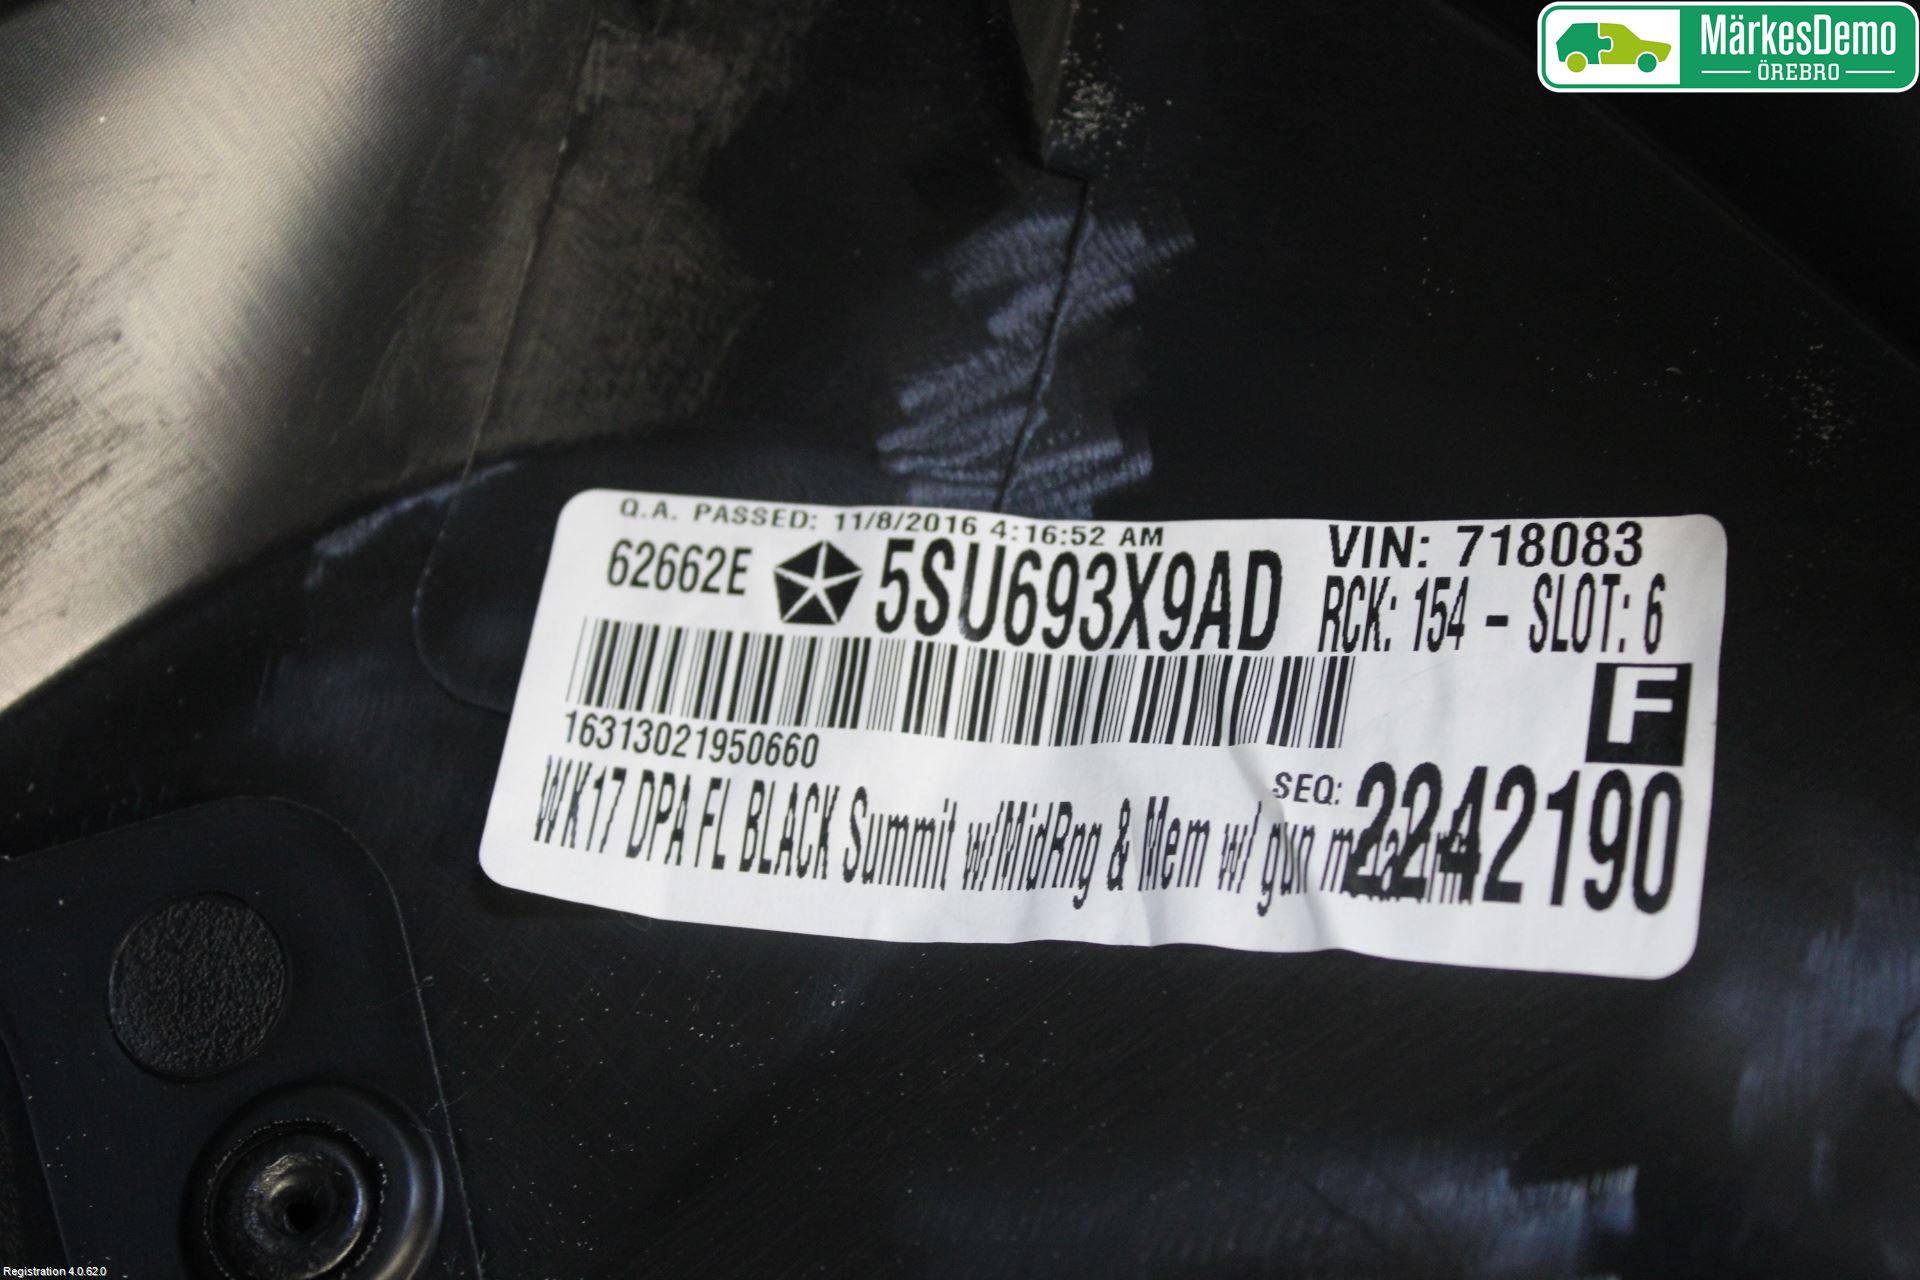 MärkesDemo
ÖREBRO
Q.A. PASSED: 11/8/2016 4:16:52 AM
62662E 5SU693X9AD
VIN: 718083
RCK: 154 - SLOT: 6
F
16313021950660
SEQ: 2242190
WK17 DPA FL BLACK Summit w/MidRng & Mem w/ gun
Registration 4.0.62.0